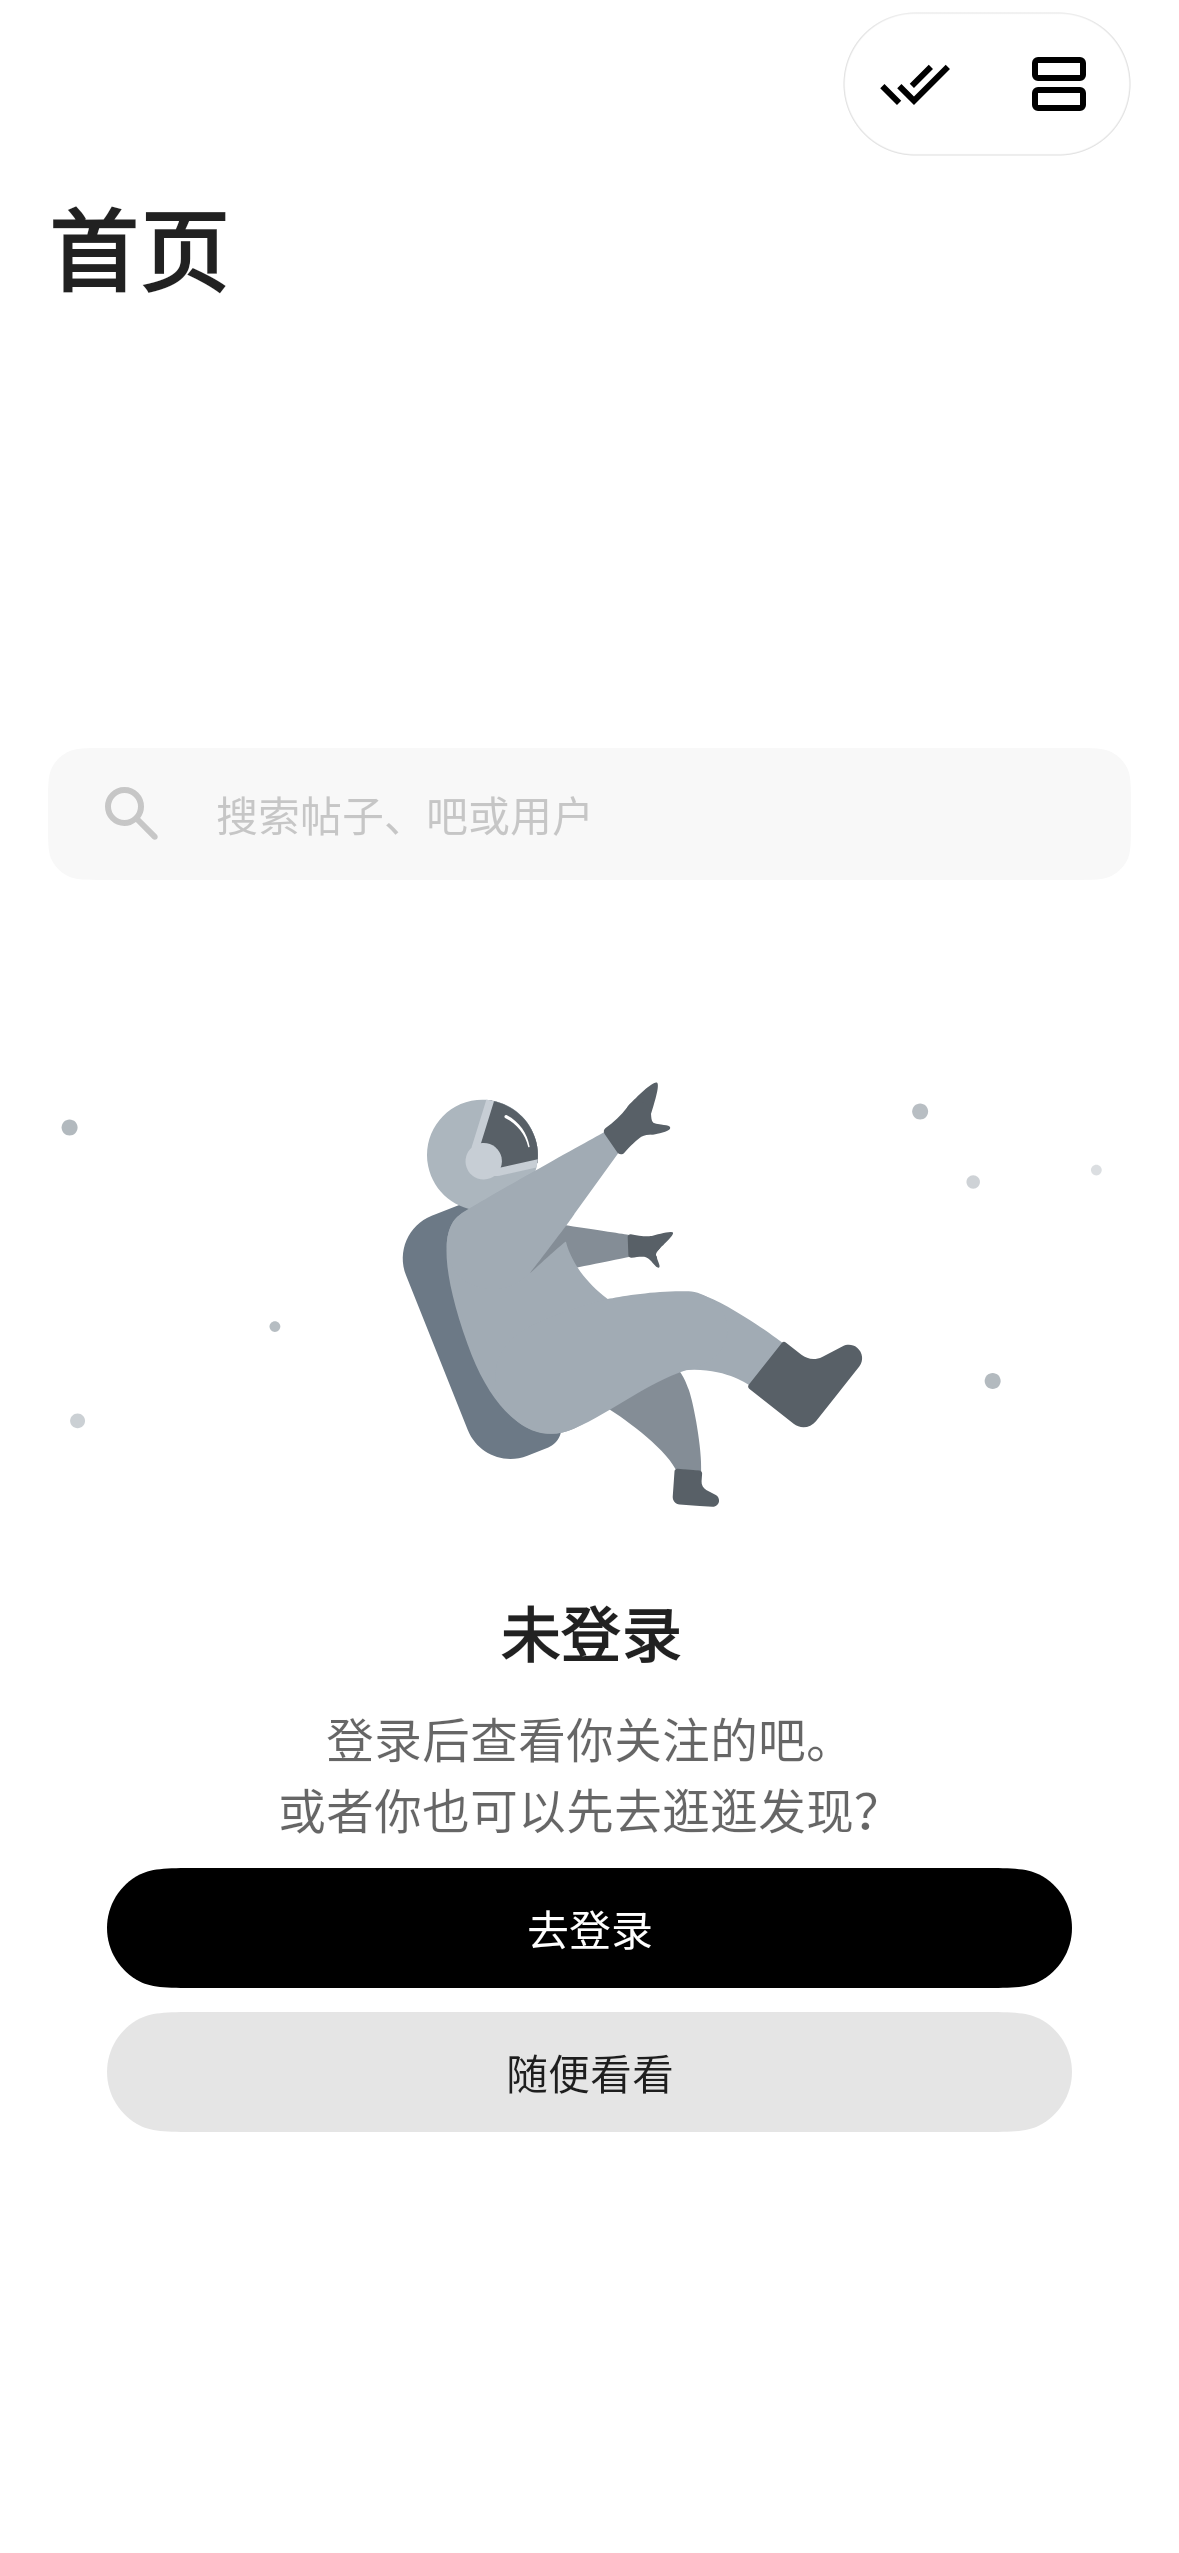 首页
搜索帖子、吧或用户
未登录
登录后查看你关注的吧。
或者你也可以先去逛逛发现？
去登录
随便看看